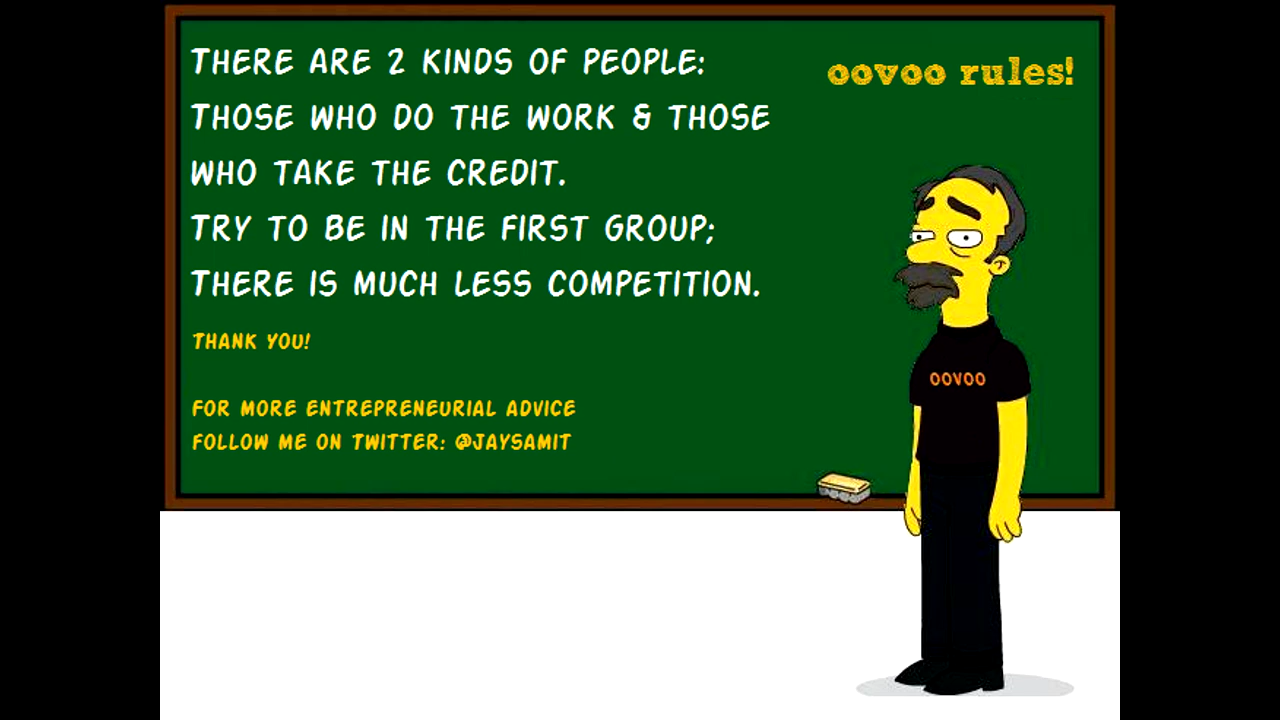 THERE ARE 2 KINDS OF PEOPLE:
THOSE WHO DO THE WORK & THOSE
WHO TAKE THE CREDIT.
TRY TO BE IN THE FIRST GROUP;
THERE IS MUCH LESS COMPETITION.
THANK YOU!
FOR MORE ENTREPRENEURIAL ADVICE
FOLLOW ME ON TWITTER: @JAYSAMIT
oovoo rules!
OOVOO